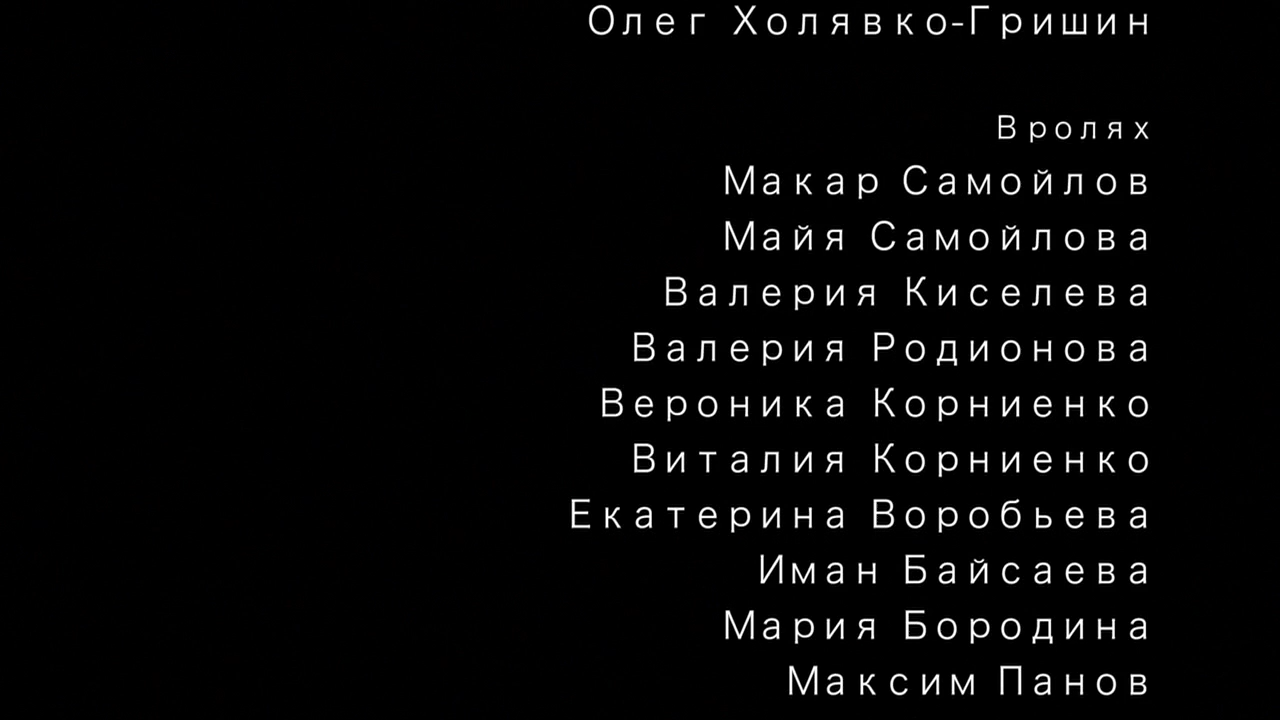 Олег Холявко-Гришин
В ролях
Макар Самойлов
Майя Самойлова
Валерия Киселева
Валерия Родионова
Вероника Корниенко
Виталия Корниенко
Екатерина Воробьева
Иман Байсаева
Мария Бородина
Максим Панов